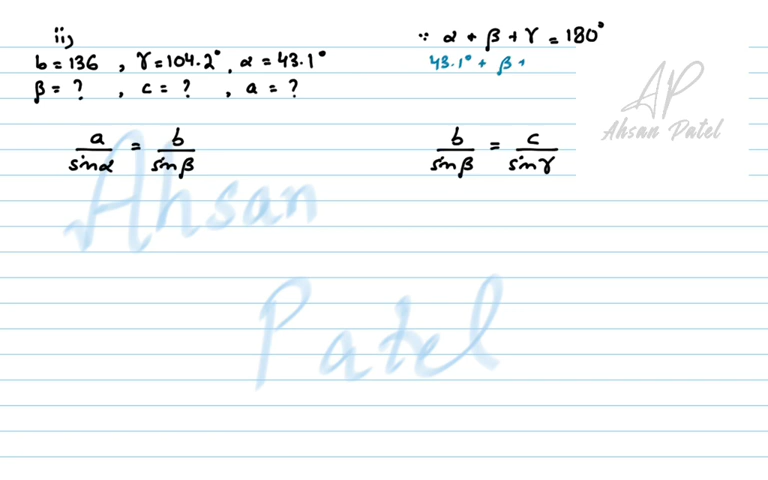 ii,
b = 136 , γ = 104.2° , α = 43.1°
β = ? , c = ? , a = ?
a/sinα = b/sinβ
∵ α + β + γ = 180°
43.1° + β +
b/sinβ = c/sinγ
AP
Ahsan Patel
Ahsan
Patel